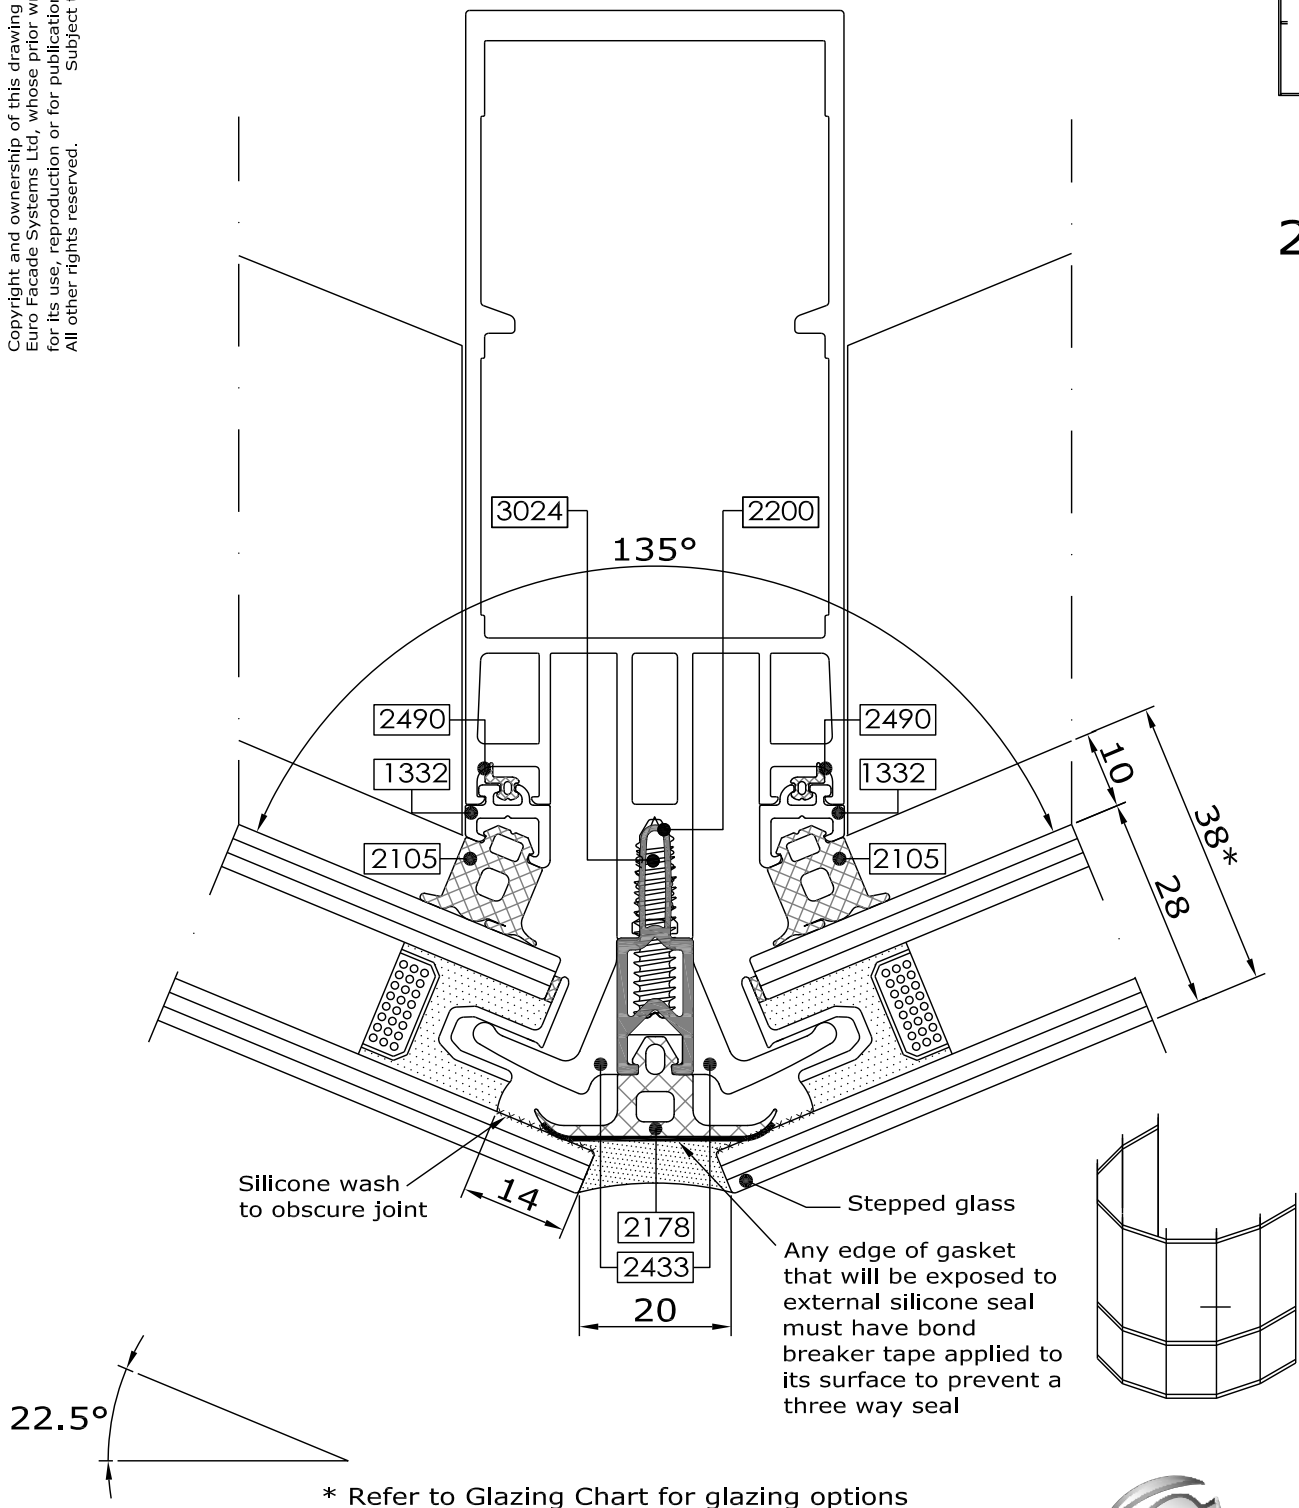 Copyright and ownership of this drawing
Euro Facade Systems Ltd, whose prior
for its use, reproduction or for publication
All other rights reserved. Subject
2
3024
2200
135°
2490
2490
1332
1332
2105
2105
10
38*
28
Silicone wash
to obscure joint
14
Stepped glass
2178
2433
20
Any edge of gasket
that will be exposed to
external silicone seal
must have bond
breaker tape applied to
its surface to prevent a
three way seal
22.5°
* Refer to Glazing Chart for glazing options